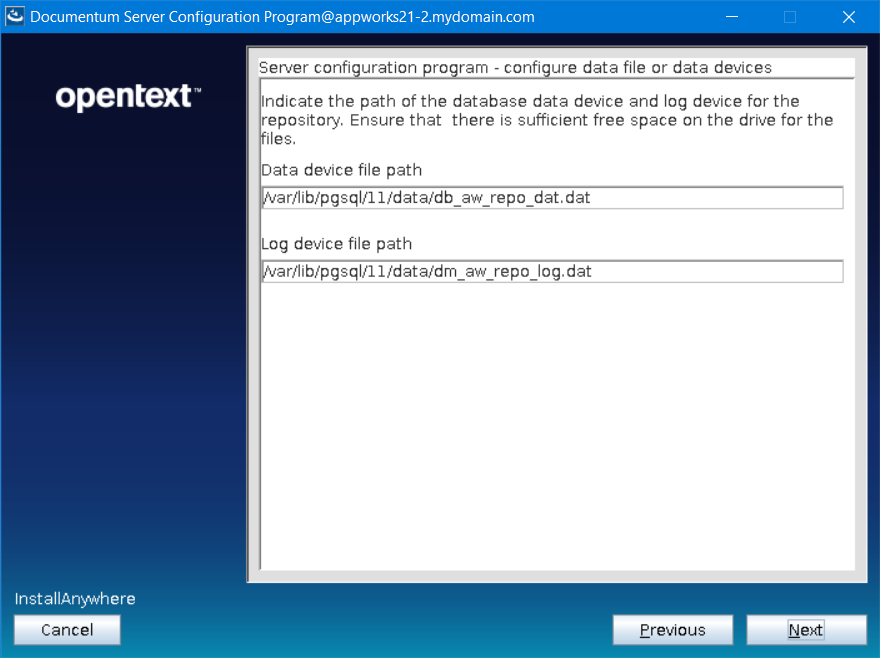 Documentum Server Configuration Program@appworks21-2.mydomain.com
opentext™
Server configuration program - configure data file or data devices
Indicate the path of the database data device and log device for the
repository. Ensure that  there is sufficient free space on the drive for the
files.
Data device file path
/var/lib/pgsql/11/data/db_aw_repo_dat.dat
Log device file path
/var/lib/pgsql/11/data/dm_aw_repo_log.dat
InstallAnywhere
Cancel
Previous
Next